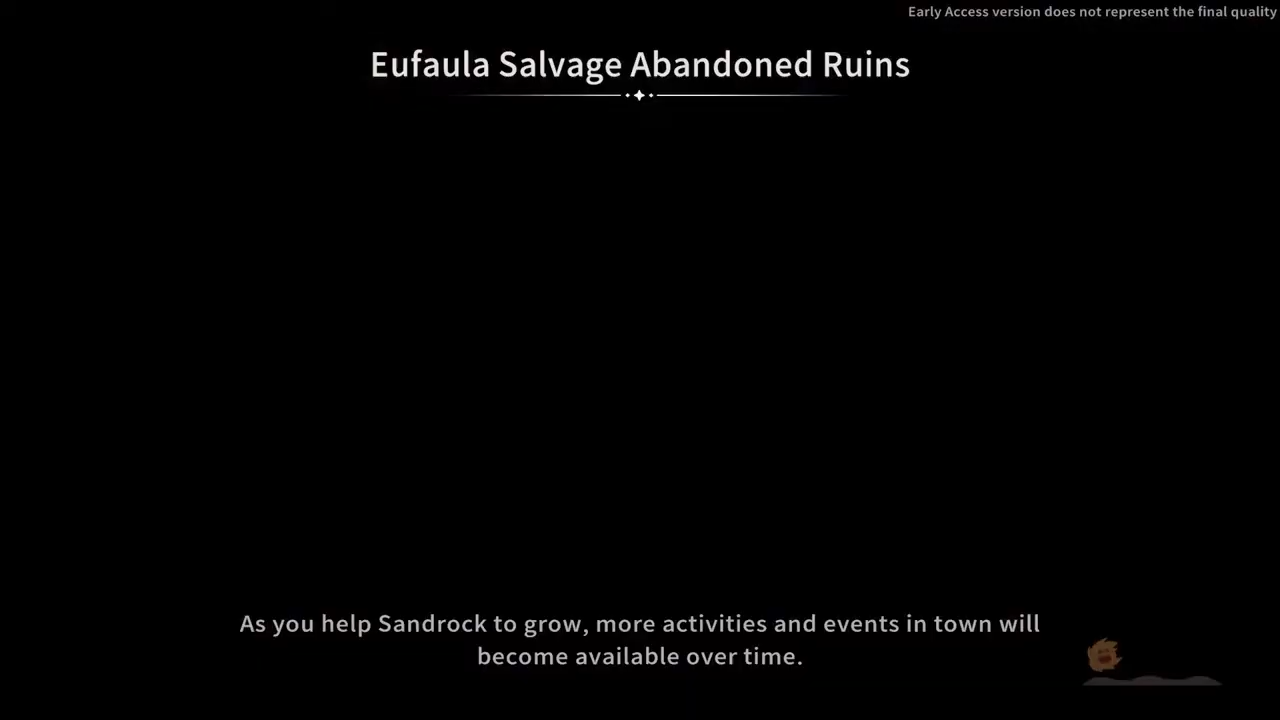 Early Access version does not represent the final quality
Eufaula Salvage Abandoned Ruins
As you help Sandrock to grow, more activities and events in town will
become available over time.